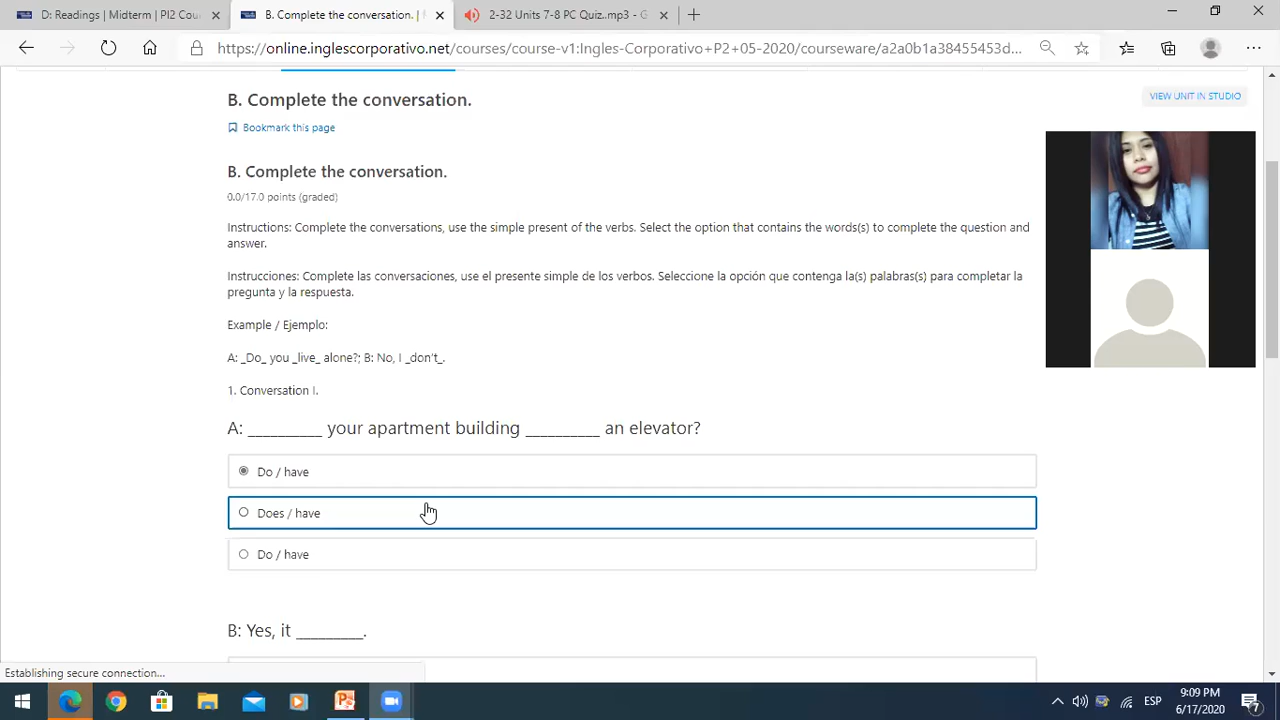 D: Readings | Midterm | PI2 Cou
B. Complete the conversation. |
2-32 Units 7-8 PC Quiz..mp3 - G
https://online.inglescorporativo.net/courses/course-v1:Ingles-Corporativo+P2+05-2020/courseware/a2a0b1a38455453d...
B. Complete the conversation.
VIEW UNIT IN STUDIO
Bookmark this page
B. Complete the conversation.
0.0/17.0 points (graded)
Instructions: Complete the conversations, use the simple present of the verbs. Select the option that contains the words(s) to complete the question and
answer.
Instrucciones: Complete las conversaciones, use el presente simple de los verbos. Seleccione la opción que contenga la(s) palabras(s) para completar la
pregunta y la respuesta.
Example / Ejemplo:
A: _Do_ you _live_ alone?; B: No, I _don't_.
1. Conversation I.
A: __________ your apartment building __________ an elevator?
Do / have
Does / have
Do / have
B: Yes, it _________.
Establishing secure connection...
ESP
9:09 PM
6/17/2020
7